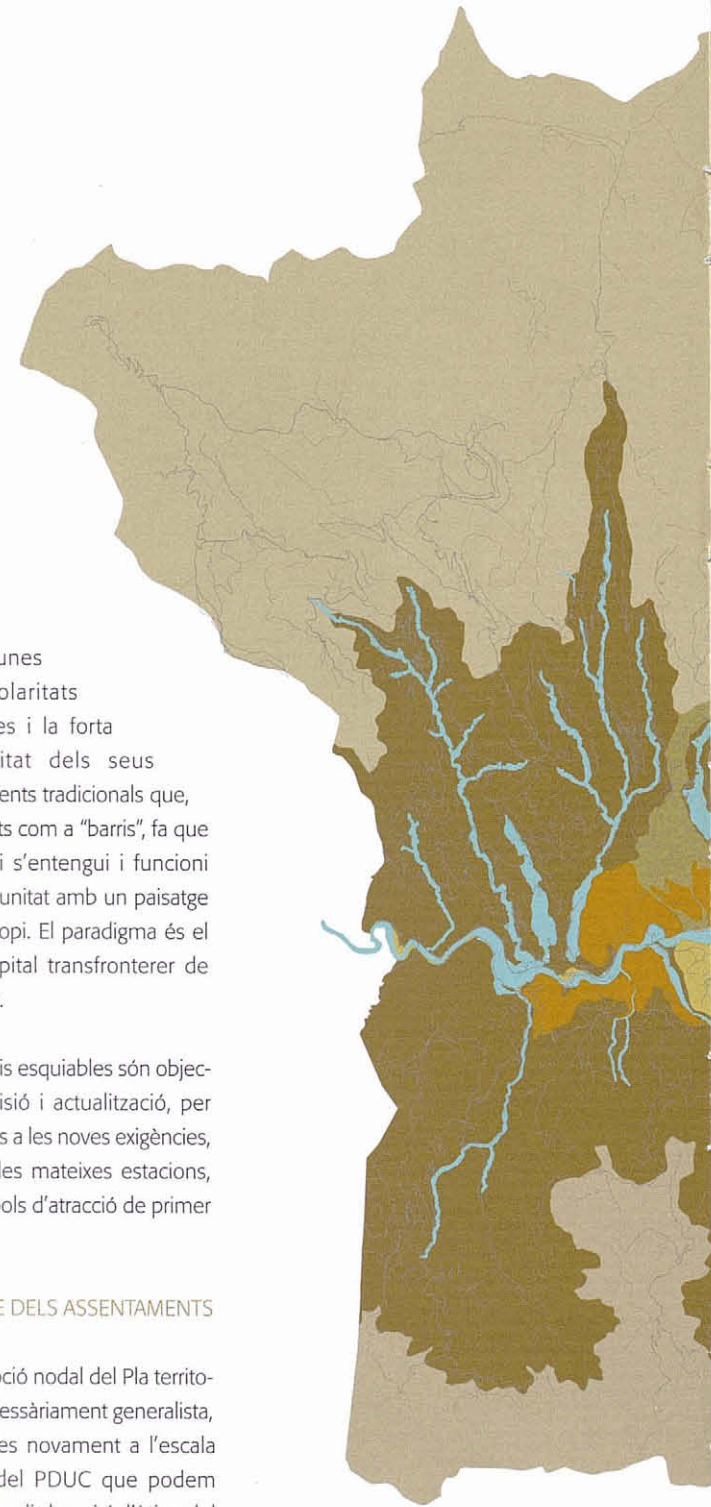 unes
olaritats
es i la forta
itat dels seus
ents tradicionals que,
ts com a "barris", fa que
i s'entengui i funcioni
unitat amb un paisatge
opi. El paradigma és el
pital transfronterer de
.
is esquiables són objec-
isió i actualització, per
s a les noves exigències,
les mateixes estacions,
ols d'atracció de primer
E DELS ASSENTAMENTS
ció nodal del Pla territo-
essàriament generalista,
es novament a l'escala
del PDUC que podem